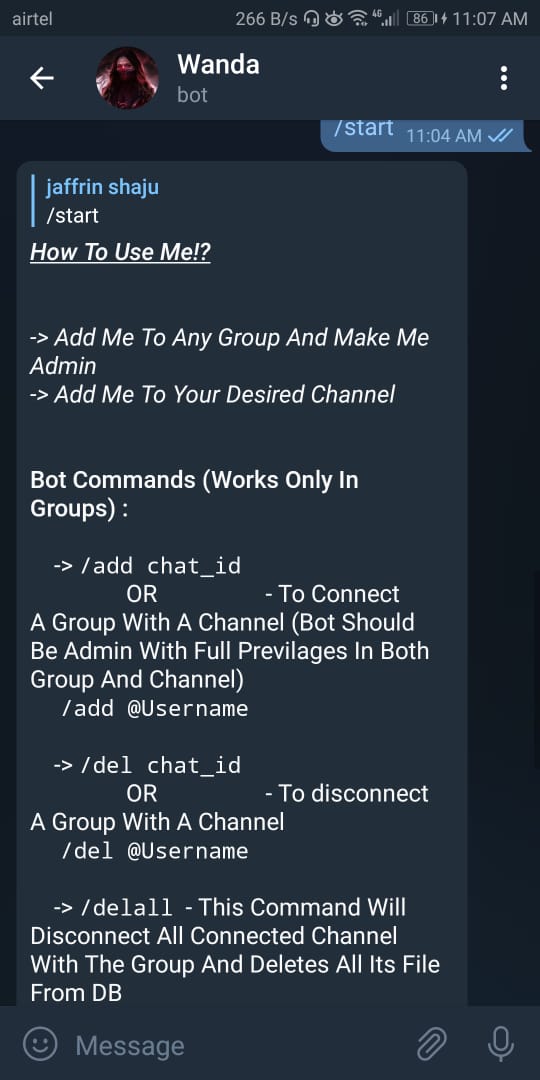 airtel 266 B/s 4G 86 11:07 AM
Wanda
bot
/start 11:04 AM
jaffrin shaju
/start
How To Use Me!?
-> Add Me To Any Group And Make Me
Admin
-> Add Me To Your Desired Channel
Bot Commands (Works Only In
Groups) :
-> /add chat_id
OR - To Connect
A Group With A Channel (Bot Should
Be Admin With Full Previlages In Both
Group And Channel)
/add @Username
-> /del chat_id
OR - To disconnect
A Group With A Channel
/del @Username
-> /delall - This Command Will
Disconnect All Connected Channel
With The Group And Deletes All Its File
From DB
Message